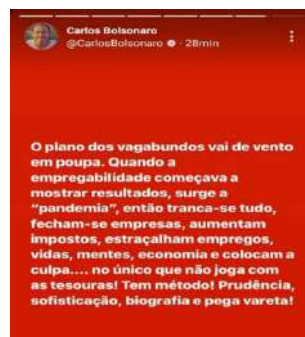 Carlos Bolsonaro
@CarlosBolsonaro · 28min
O plano dos vagabundos vai de vento
em poupa. Quando a
empregabilidade começava a
mostrar resultados, surge a
“pandemia”, então tranca-se tudo,
fecham-se empresas, aumentam
impostos, estraçalham empregos,
vidas, mentes, economia e colocam a
culpa.... no único que não joga com
as tesouras! Tem método! Prudência,
sofisticação, biografia e pega vareta!